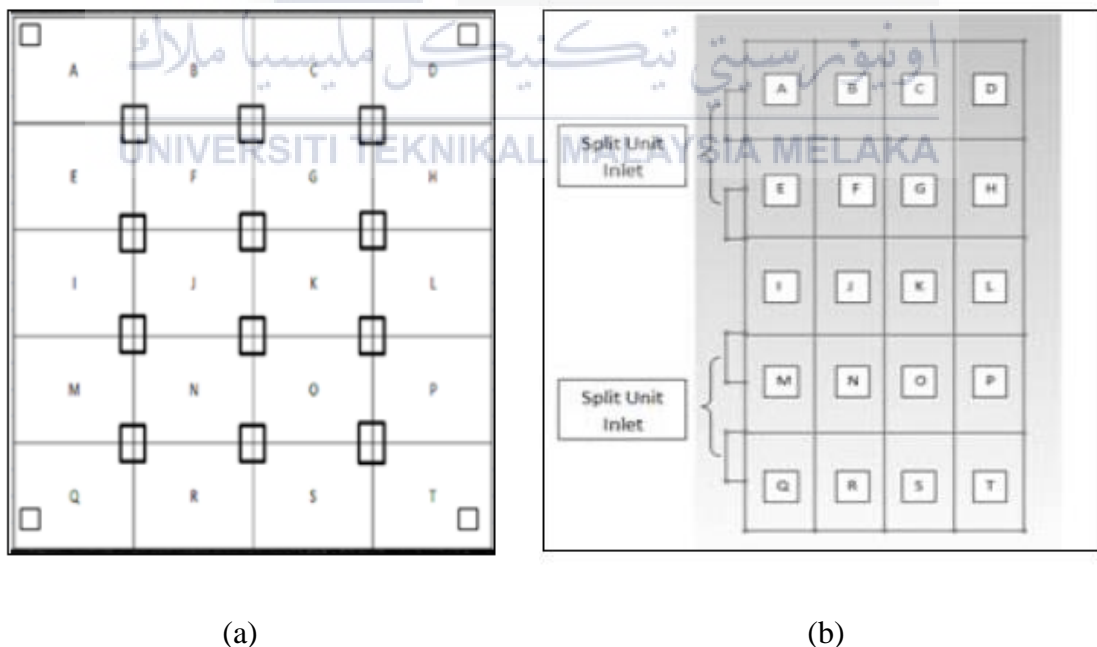 اونيۏرسيتي تيكنيكل مليسيا ملاك
UNIVERSITI TEKNIKAL MALAYSIA MELAKA
A B C D
E F G H
I J K L
M N O P
Q R S T
(a)
Split Unit
Inlet
Split Unit
Inlet
A B C D
E F G H
I J K L
M N O P
Q R S T
(b)